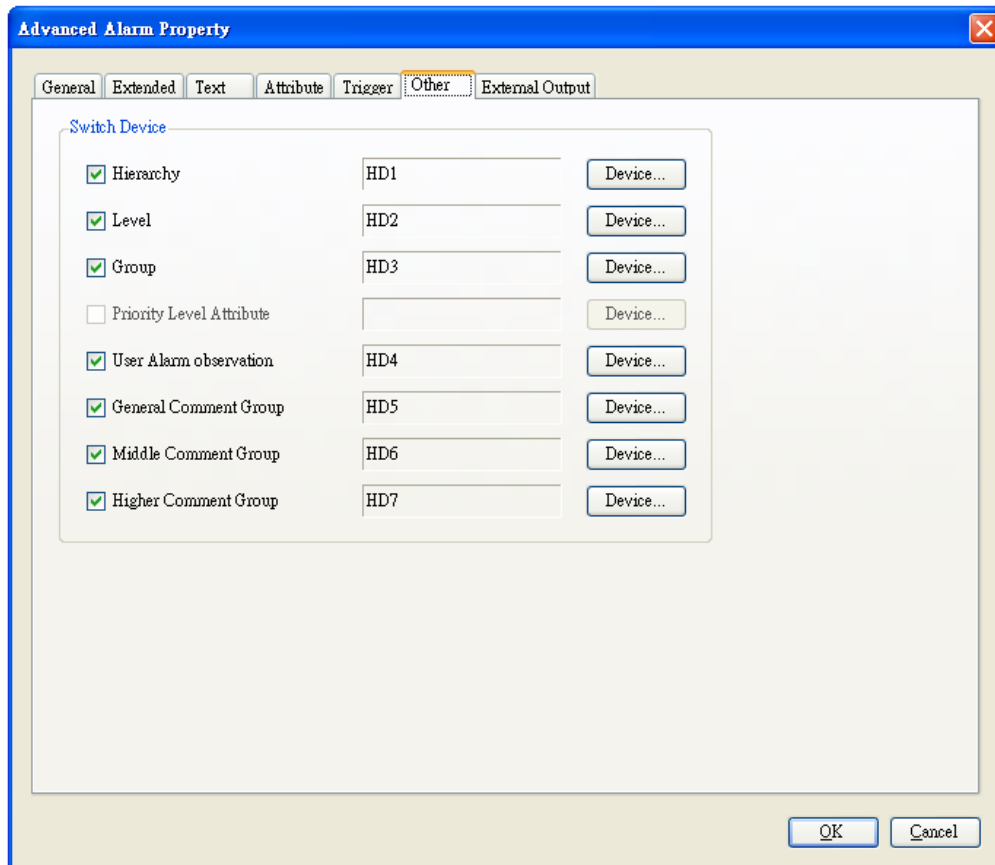 Advanced Alarm Property
General Extended Text Attribute Trigger Other External Output
Switch Device
Hierarchy HD1 Device...
Level HD2 Device...
Group HD3 Device...
Priority Level Attribute Device...
User Alarm observation HD4 Device...
General Comment Group HD5 Device...
Middle Comment Group HD6 Device...
Higher Comment Group HD7 Device...
OK Cancel